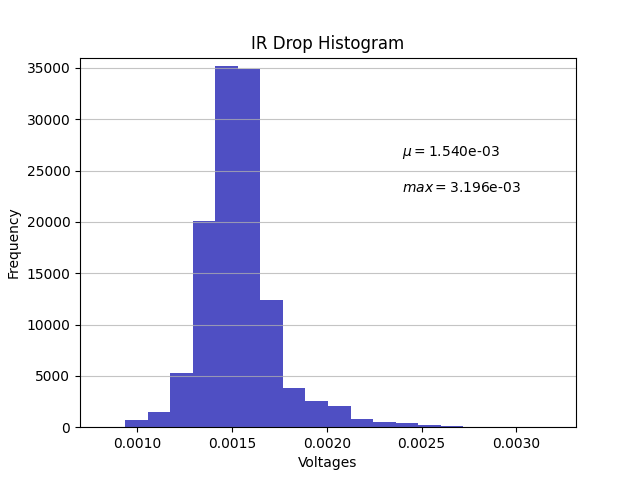 IR Drop Histogram
35000
30000
25000
20000
15000
10000
5000
0
Frequency
μ = 1.540e-03
max = 3.196e-03
0.0010 0.0015 0.0020 0.0025 0.0030
Voltages